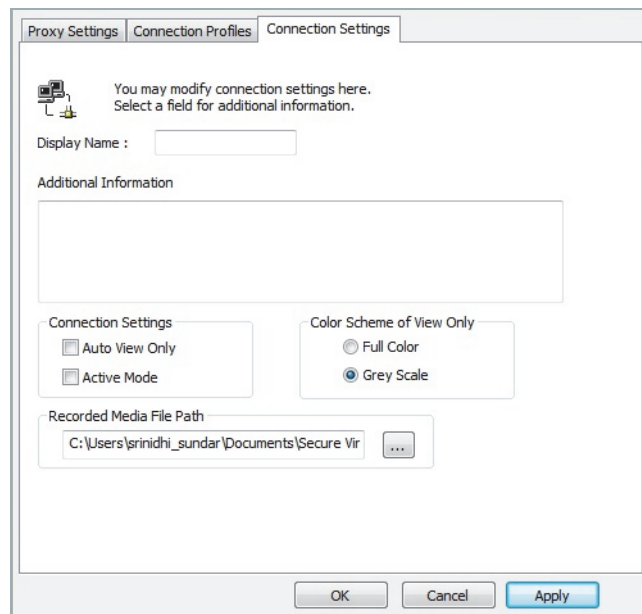 Proxy Settings Connection Profiles Connection Settings
You may modify connection settings here.
Select a field for additional information.
Display Name :
Additional Information
Connection Settings
Auto View Only
Active Mode
Color Scheme of View Only
Full Color
Grey Scale
Recorded Media File Path
C:\Users\srinidhi_sundar\Documents\Secure Vir
...
OK Cancel Apply